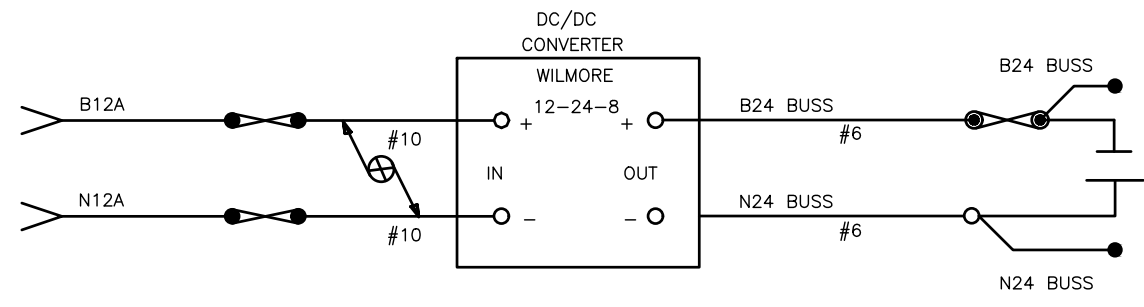 DC/DC
CONVERTER
WILMORE
12-24-8
B12A
#10
+
+
B24 BUSS
#6
B24 BUSS
IN
OUT
N12A
#10
-
-
N24 BUSS
#6
N24 BUSS